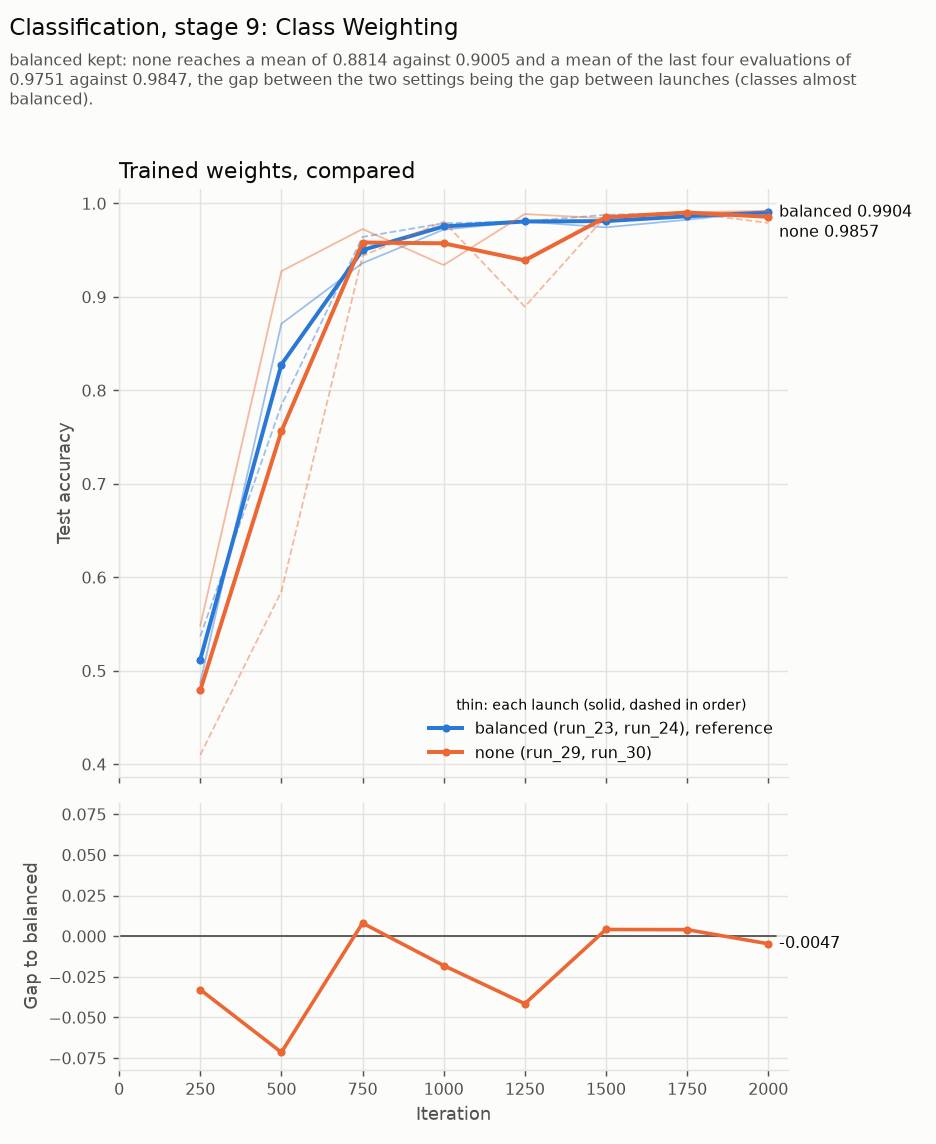 Classification, stage 9: Class Weighting
balanced kept: none reaches a mean of 0.8814 against 0.9005 and a mean of the last four evaluations of
0.9751 against 0.9847, the gap between the two settings being the gap between launches (classes almost
balanced).
Trained weights, compared
1.0
0.9
0.8
0.7
0.6
0.5
0.4
Test accuracy
balanced 0.9904
none 0.9857
thin: each launch (solid, dashed in order)
balanced (run_23, run_24), reference
none (run_29, run_30)
0.075
0.050
0.025
0.000
−0.025
−0.050
−0.075
Gap to balanced
-0.0047
0 250 500 750 1000 1250 1500 1750 2000
Iteration